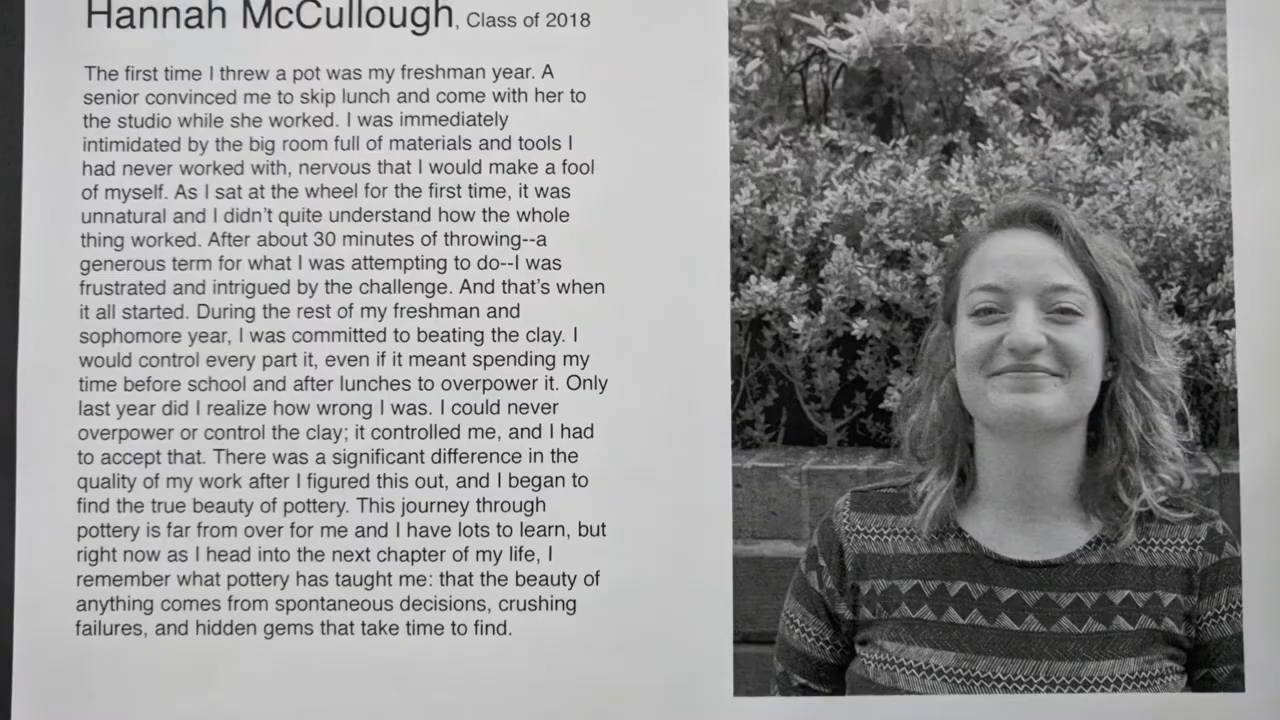 Hannah McCullough, Class of 2018
The first time I threw a pot was my freshman year. A
senior convinced me to skip lunch and come with her to
the studio while she worked. I was immediately
intimidated by the big room full of materials and tools I
had never worked with, nervous that I would make a fool
of myself. As I sat at the wheel for the first time, it was
unnatural and I didn't quite understand how the whole
thing worked. After about 30 minutes of throwing--a
generous term for what I was attempting to do--I was
frustrated and intrigued by the challenge. And that's when
it all started. During the rest of my freshman and
sophomore year, I was committed to beating the clay. I
would control every part it, even if it meant spending my
time before school and after lunches to overpower it. Only
last year did I realize how wrong I was. I could never
overpower or control the clay; it controlled me, and I had
to accept that. There was a significant difference in the
quality of my work after I figured this out, and I began to
find the true beauty of pottery. This journey through
pottery is far from over for me and I have lots to learn, but
right now as I head into the next chapter of my life, I
remember what pottery has taught me: that the beauty of
anything comes from spontaneous decisions, crushing
failures, and hidden gems that take time to find.